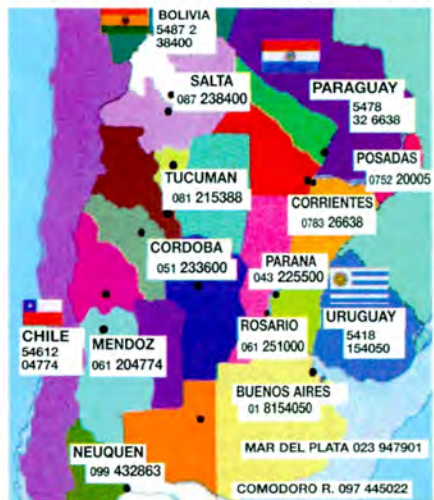 BOLIVIA
5487 2
38400
SALTA
087 238400
PARAGUAY
5478
32 6638
POSADAS
0752 20005
TUCUMAN
081 215388
CORRIENTES
0783 26638
CORDOBA
051 233600
PARANA
043 225500
CHILE
54612
04774
MENDOZ
061 204774
ROSARIO
061 251000
URUGUAY
5418
154050
BUENOS AIRES
01 8154050
MAR DEL PLATA 023 947901
NEUQUEN
099 432863
COMODORO R. 097 445022